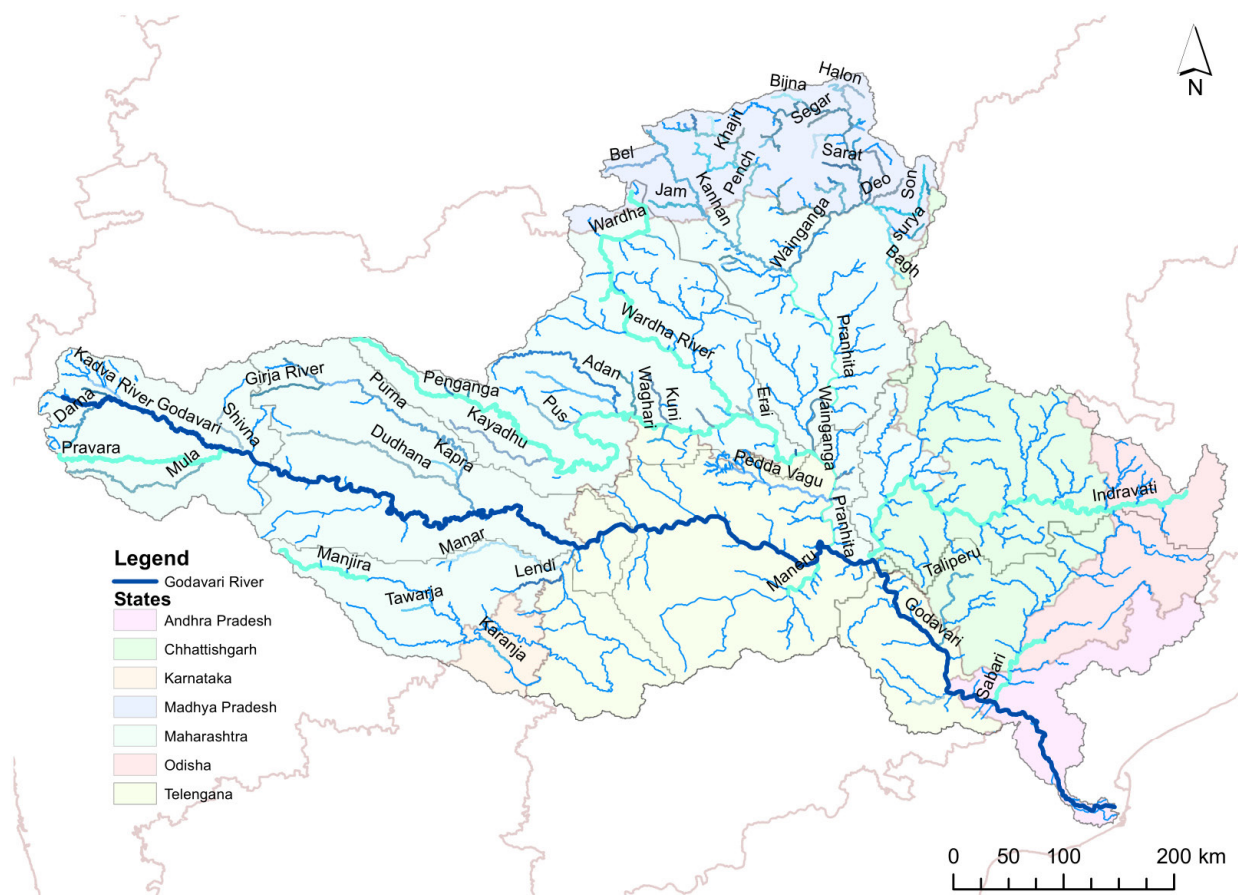 N
Halon
Bijna
Segar
Khajri
Bel
Sarat
Pench
Jam
Kanhan
Deo
Son
Wardha
surya
Wainganga
Bagh
Wardha River
Pranhita
Kadva River
Godavari
Girja River
Purna
Penganga
Adan
Waghari
Kuni
Erai
Darna
Shivna
Pus
Kayadhu
Wainganga
Pravara
Mula
Dudhana
Kapra
Pedda Vagu
Indravati
Pranhita
Manar
Manjira
Lendi
Maneru
Taliperu
Tawarja
Godavari
Karanja
Sabari
Legend
Godavari River
States
Andhra Pradesh
Chhattishgarh
Karnataka
Madhya Pradesh
Maharashtra
Odisha
Telengana
0 50 100 200 km